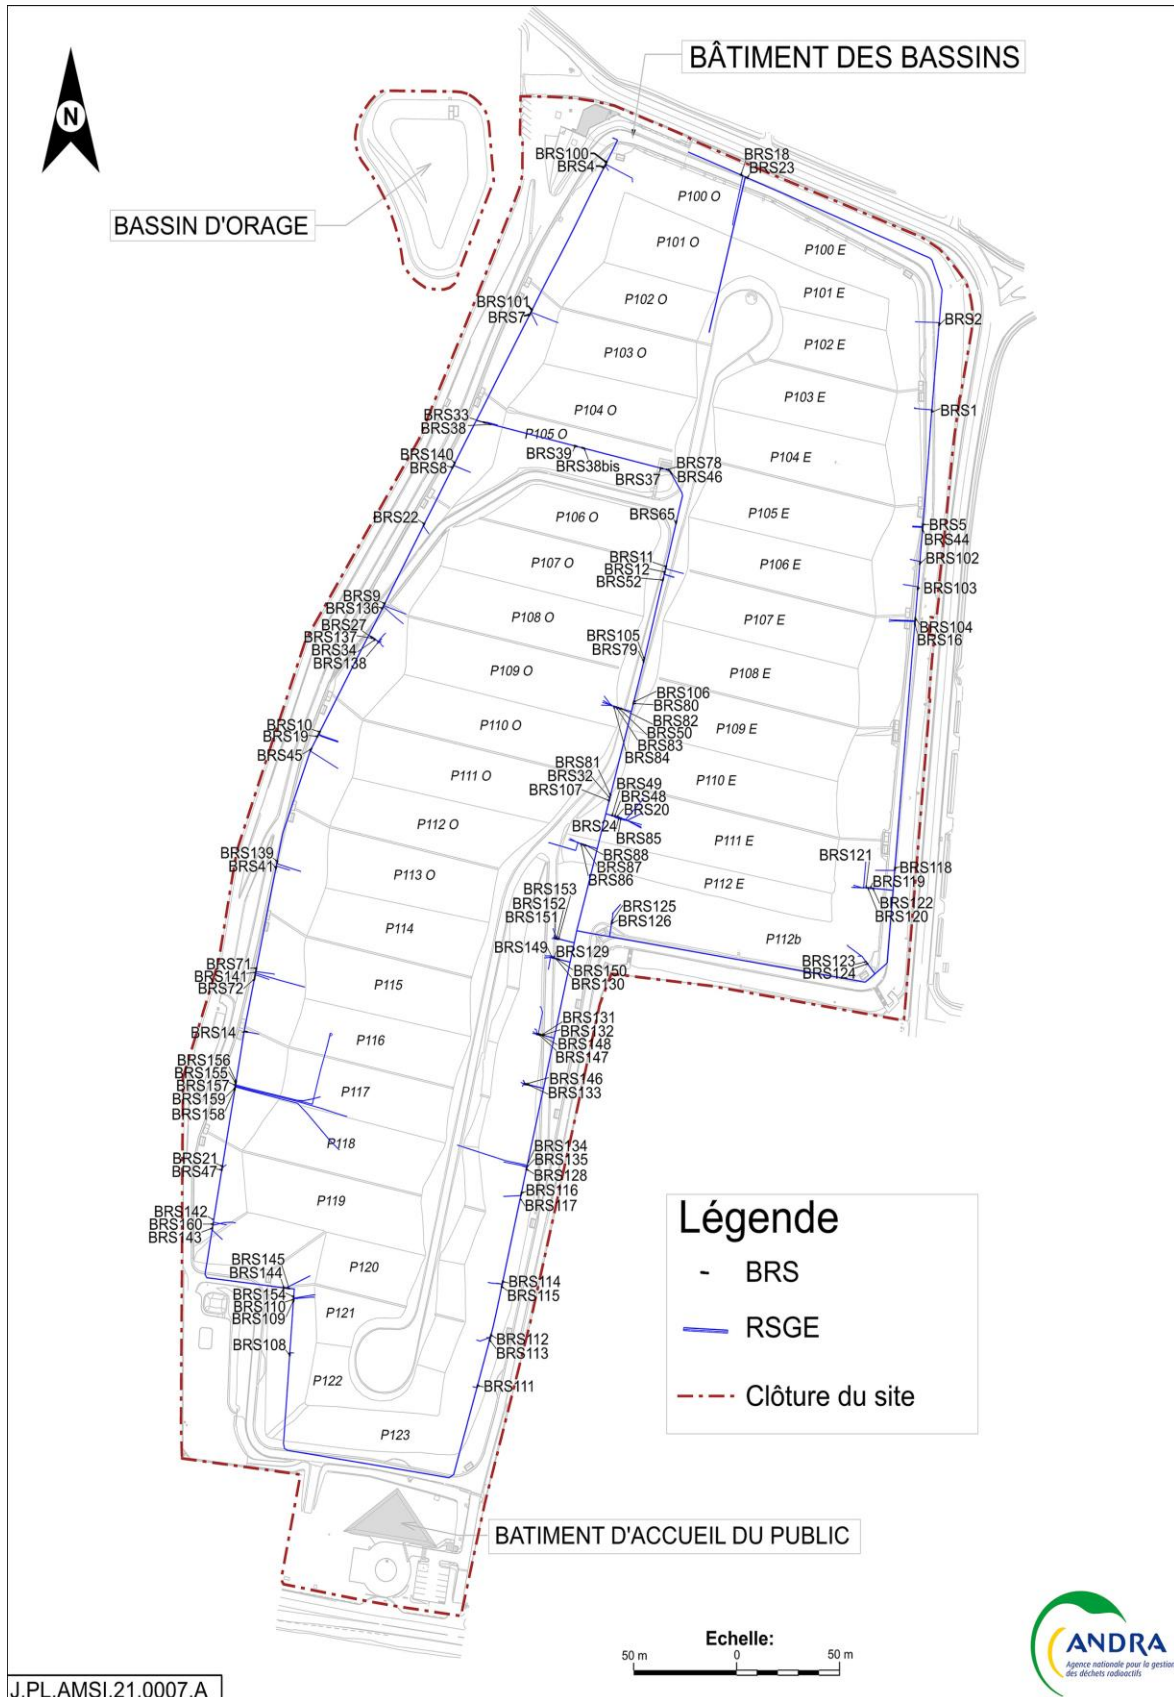 BÂTIMENT DES BASSINS
N
BRS100
BRS4
BRS18
BRS23
P100 O
BASSIN D'ORAGE
P101 O
P100 E
P101 E
P102 O
BRS101
BRS7
BRS2
P102 E
P103 O
P103 E
BRS1
P104 O
BRS33
BRS38
P105 O
BRS39
BRS38bis
P104 E
BRS140
BRS8
BRS37
BRS78
BRS46
BRS22
P106 O
BRS65
P105 E
BRS5
BRS44
P107 O
BRS11
BRS12
BRS52
P106 E
BRS102
BRS103
BRS9
BRS136
P108 O
P107 E
BRS27
BRS137
BRS34
BRS138
BRS104
BRS16
BRS105
BRS79
P109 O
P108 E
BRS106
BRS80
BRS82
BRS50
BRS83
BRS84
BRS10
BRS19
BRS45
P110 O
P109 E
BRS81
BRS32
BRS107
P111 O
BRS49
BRS48
BRS20
P110 E
P112 O
BRS24
BRS85
P111 E
BRS139
BRS41
BRS88
BRS87
BRS86
BRS121
BRS118
BRS119
BRS122
BRS120
P113 O
P112 E
BRS153
BRS152
BRS151
BRS125
BRS126
P114
P112b
BRS149
BRS129
BRS150
BRS130
BRS123
BRS124
BRS71
BRS141
BRS72
P115
BRS14
P116
BRS131
BRS132
BRS148
BRS147
BRS156
BRS155
BRS157
BRS159
BRS158
P117
BRS146
BRS133
P118
BRS134
BRS135
BRS128
BRS21
BRS47
P119
BRS116
BRS117
BRS142
BRS160
BRS143
BRS145
BRS144
P120
BRS154
BRS110
BRS109
P121
BRS114
BRS115
BRS108
BRS112
BRS113
P122
BRS111
P123
Légende
BRS
RSGE
Clôture du site
BATIMENT D'ACCUEIL DU PUBLIC
Echelle:
50 m
0
50 m
ANDRA
Agence nationale pour la gestion
des déchets radioactifs
J.PL.AMSI.21.0007.A